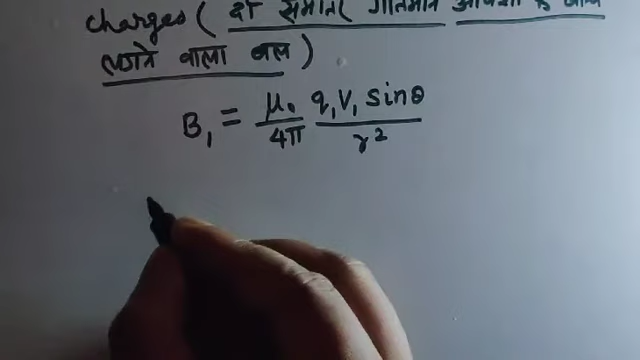 charges ( दो समांतर गतिमान आवेशों के बीच
लगने वाला बल )
B₁ = μ₀/4π q₁v₁ sinθ/r²